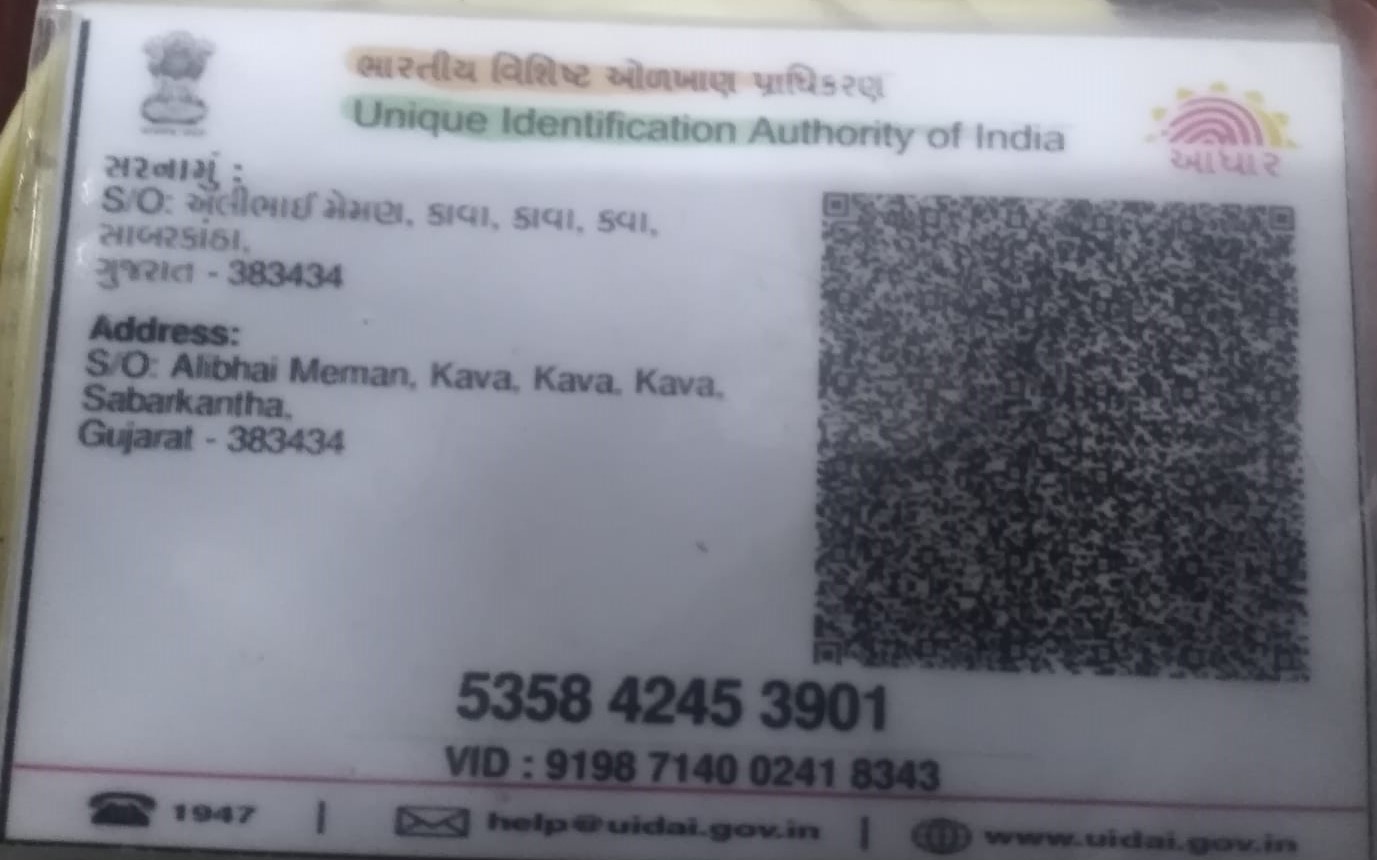 ભારતીય વિશિષ્ટ ઓળખાણ પ્રાધિકરણ
Unique Identification Authority of India
આધાર
સરનામું :
S/O: એલીભાઈ મેમણ, કાવા, કાવા, કવા,
સાબરકાંઠા,
ગુજરાત - 383434
Address:
S/O: Alibhai Meman, Kava, Kava, Kava,
Sabarkantha,
Gujarat - 383434
5358 4245 3901
VID : 9198 7140 0241 8343
1947 | help@uidai.gov.in | www.uidai.gov.in